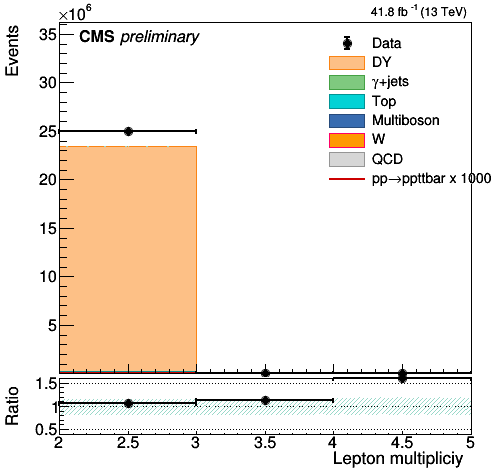 ×10⁶
41.8 fb⁻¹ (13 TeV)
CMS preliminary
Events
35
30
25
20
15
10
5
Data
DY
γ+jets
Top
Multiboson
W
QCD
pp→ppttbar x 1000
Ratio
1.5
1
0.5
2 2.5 3 3.5 4 4.5 5
Lepton multipliciy